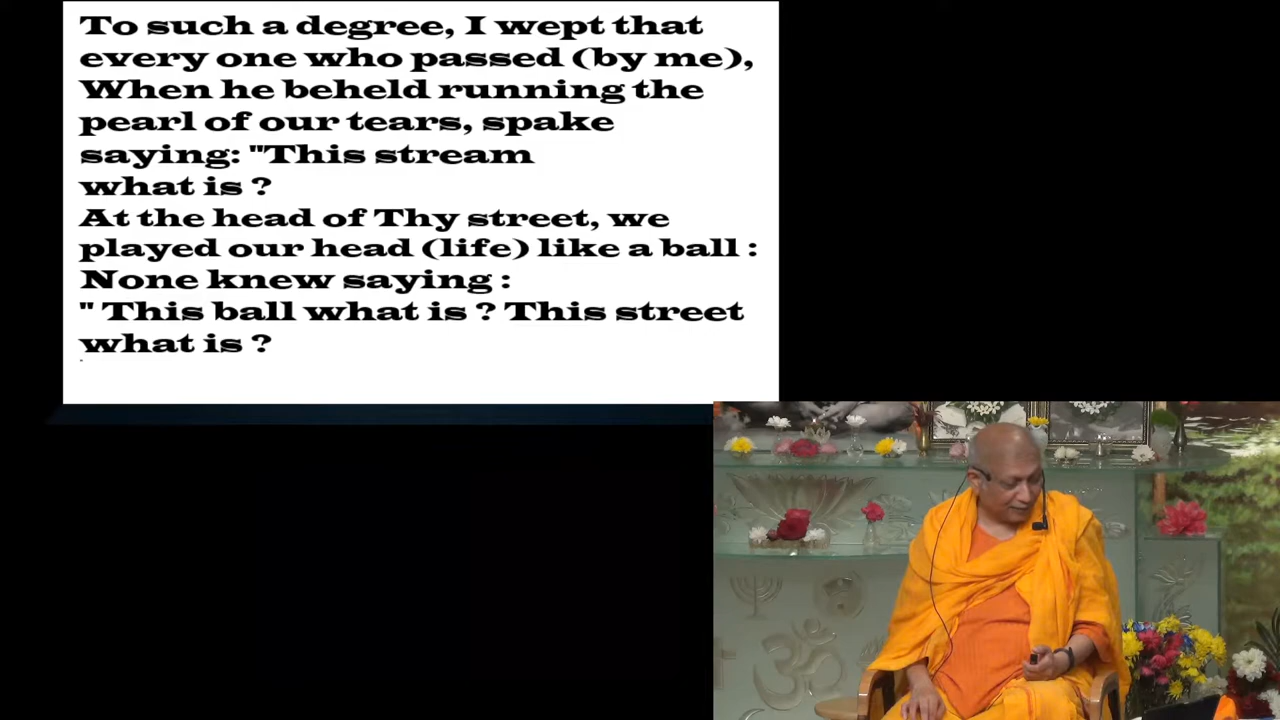 To such a degree, I wept that
every one who passed (by me),
When he beheld running the
pearl of our tears, spake
saying: "This stream
what is ?
At the head of Thy street, we
played our head (life) like a ball :
None knew saying :
" This ball what is ? This street
what is ?
ॐ